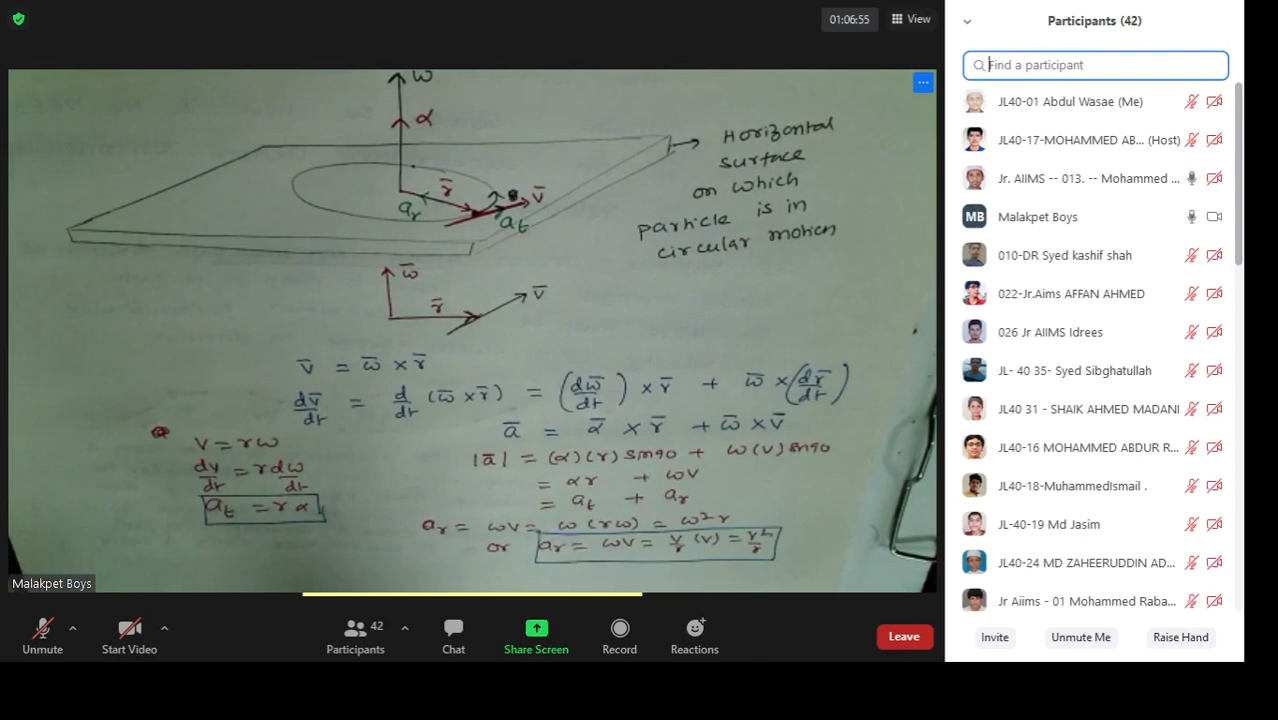 01:06:55
View
ω
α
r̄
v̄
aᵣ
aₜ
Horizontal
surface
on which
particle is in
circular motion
ω̄
r̄
v̄
v̄ = ω̄ × r̄
dv̄/dt = d/dt (ω̄ × r̄) = (dω̄/dt) × r̄ + ω̄ × (dr̄/dt)
ā = ᾱ × r̄ + ω̄ × v̄
|ā| = (α)(r) sin90 + ω(v) sin90
= αr + ωv
= aₜ + aᵣ
aᵣ = ωv = ω(rω) = ω²r
or aᵣ = ωv = v/r (v) = v²/r
v = rω
dv/dt = r dω/dt
aₜ = rα
Malakpet Boys
Unmute
Start Video
42
Participants
Chat
Share Screen
Record
Reactions
Leave
Participants (42)
Find a participant
JL40-01 Abdul Wasae (Me)
JL40-17-MOHAMMED AB... (Host)
Jr. AIIMS -- 013. -- Mohammed ...
MB Malakpet Boys
010-DR Syed kashif shah
022-Jr.Aims AFFAN AHMED
026 Jr AIIMS Idrees
JL- 40 35- Syed Sibghatullah
JL40 31 - SHAIK AHMED MADANI
JL40-16 MOHAMMED ABDUR R...
JL40-18-MuhammedIsmail .
JL-40-19 Md Jasim
JL40-24 MD ZAHEERUDDIN AD...
Jr Aiims - 01 Mohammed Raba...
Invite
Unmute Me
Raise Hand